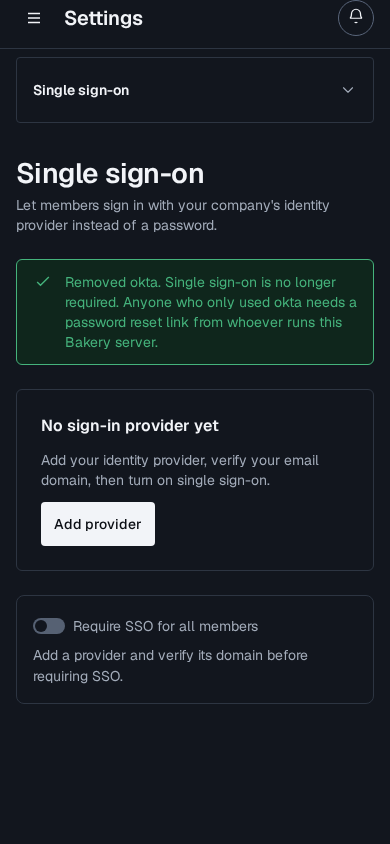 Settings
Single sign-on
Single sign-on
Let members sign in with your company's identity
provider instead of a password.
Removed okta. Single sign-on is no longer
required. Anyone who only used okta needs a
password reset link from whoever runs this
Bakery server.
No sign-in provider yet
Add your identity provider, verify your email
domain, then turn on single sign-on.
Add provider
Require SSO for all members
Add a provider and verify its domain before
requiring SSO.